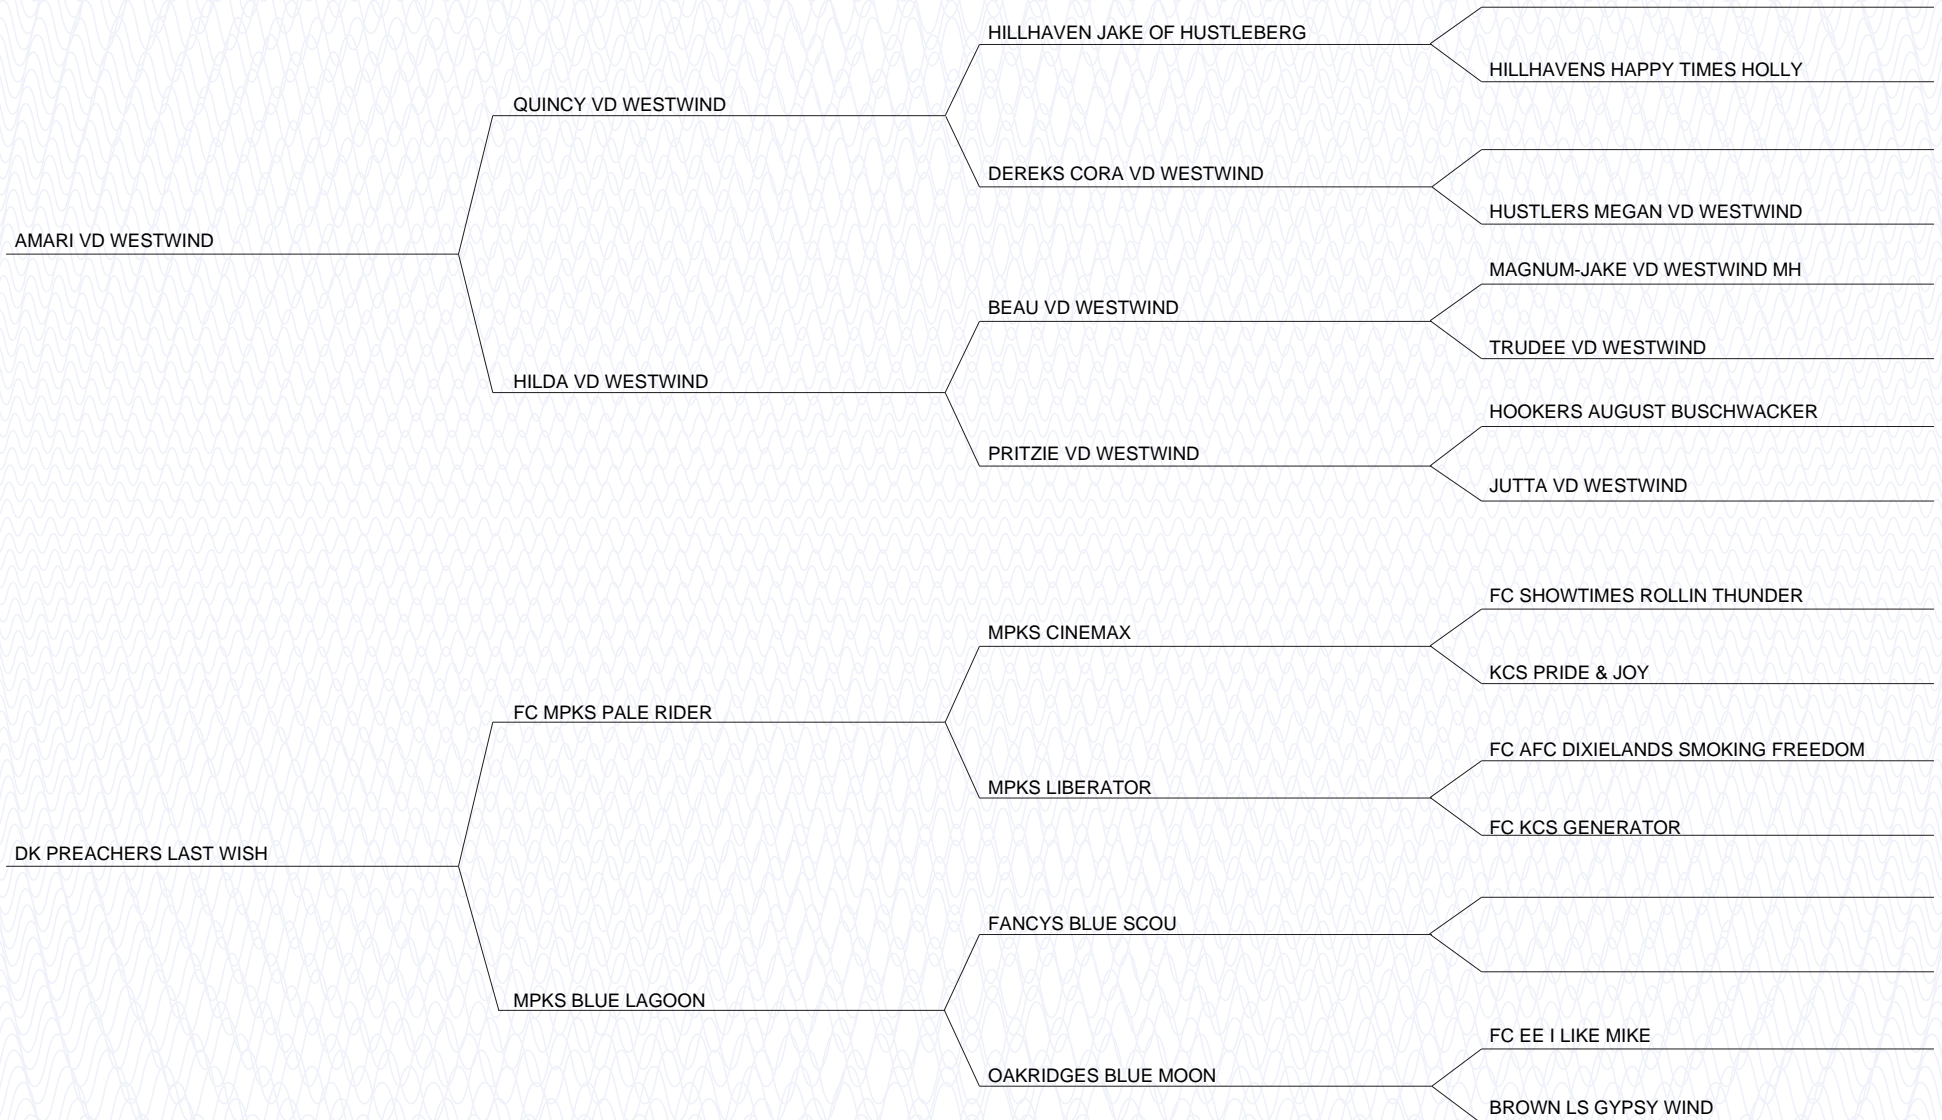 HILLHAVEN JAKE OF HUSTLEBERG
HILLHAVENS HAPPY TIMES HOLLY
QUINCY VD WESTWIND
DEREKS CORA VD WESTWIND
HUSTLERS MEGAN VD WESTWIND
AMARI VD WESTWIND
MAGNUM-JAKE VD WESTWIND MH
BEAU VD WESTWIND
TRUDEE VD WESTWIND
HILDA VD WESTWIND
HOOKERS AUGUST BUSCHWACKER
PRITZIE VD WESTWIND
JUTTA VD WESTWIND
FC SHOWTIMES ROLLIN THUNDER
MPKS CINEMAX
KCS PRIDE & JOY
FC MPKS PALE RIDER
FC AFC DIXIELANDS SMOKING FREEDOM
MPKS LIBERATOR
FC KCS GENERATOR
DK PREACHERS LAST WISH
FANCYS BLUE SCOU
MPKS BLUE LAGOON
FC EE I LIKE MIKE
OAKRIDGES BLUE MOON
BROWN LS GYPSY WIND